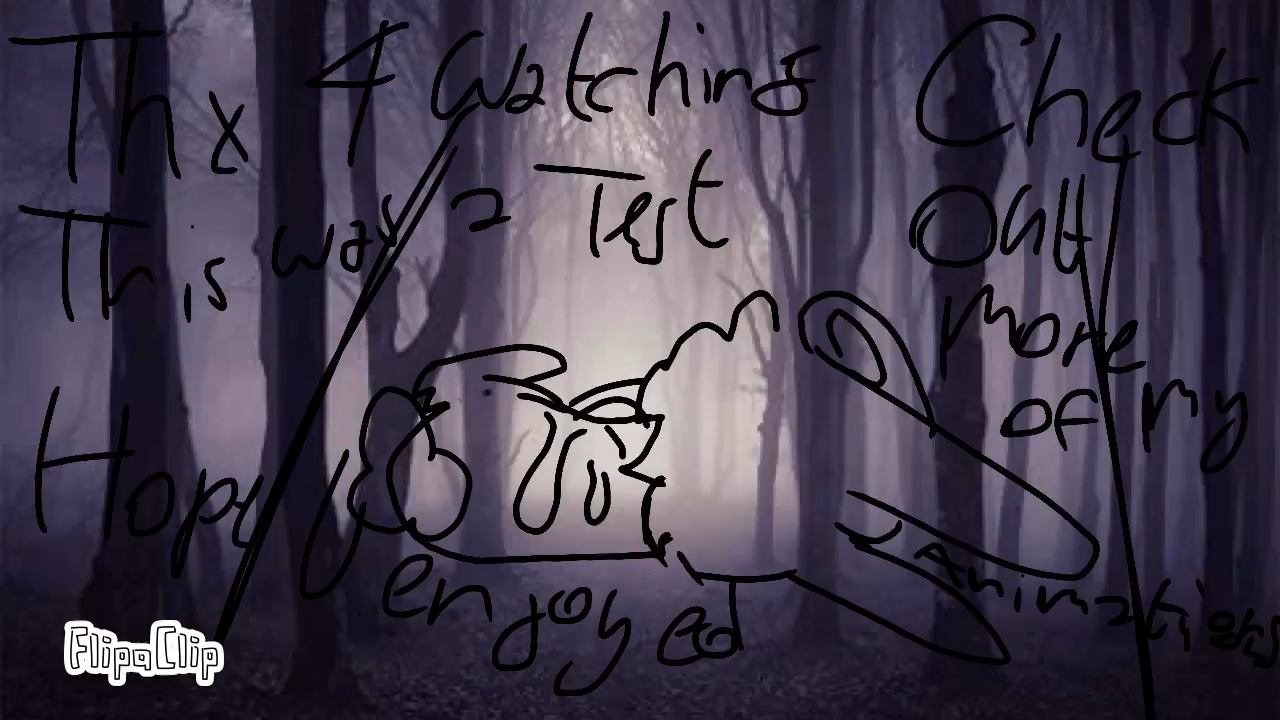 Thx 4 watching
This was a Test
Hope
enjoyed
Check
Out
more
of my
Animations
FlipaClip